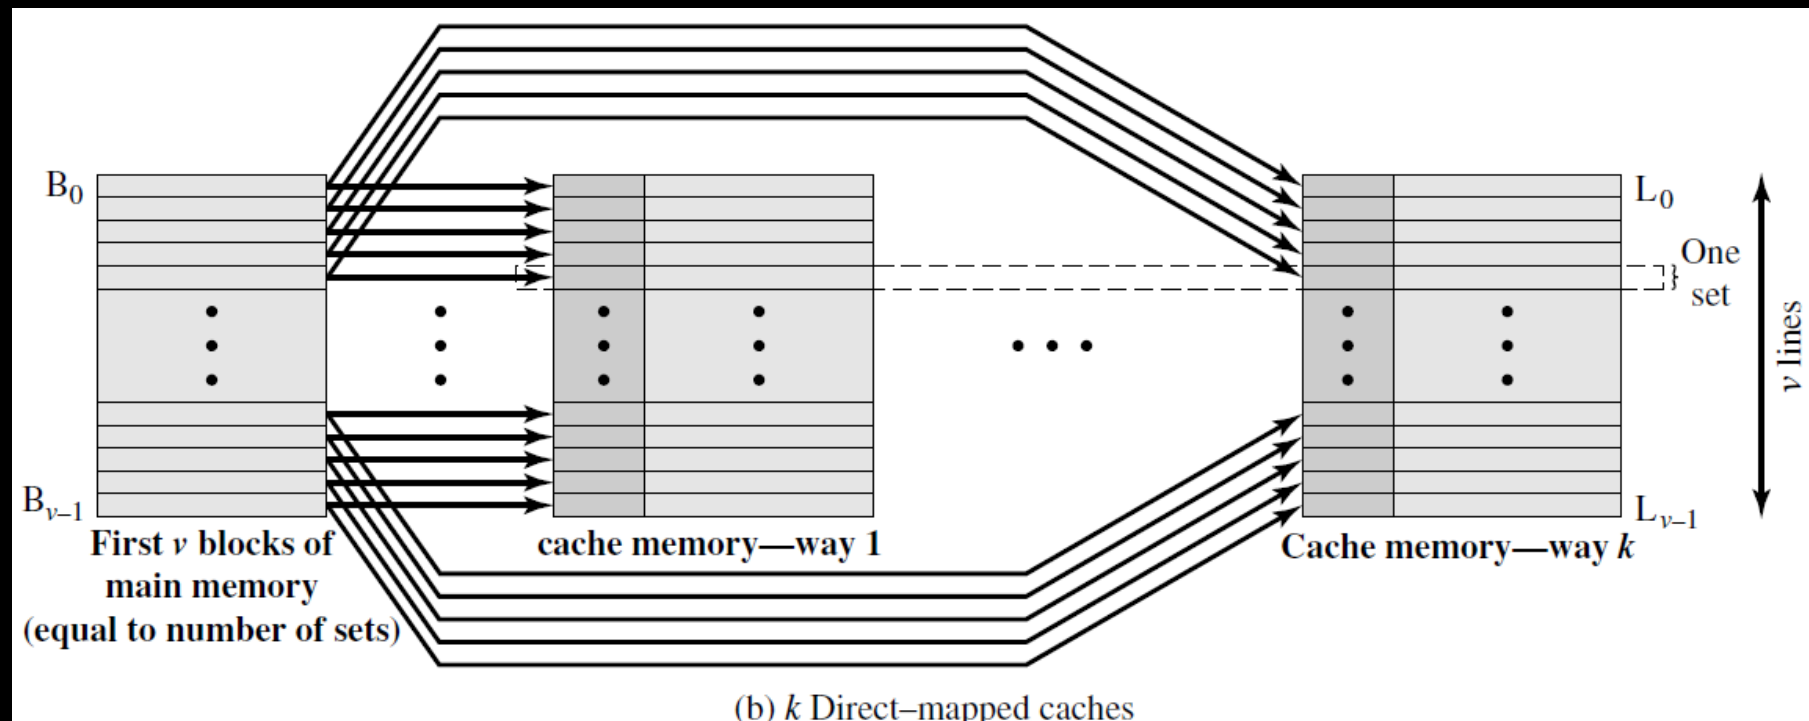 B0
L0
One
set
v lines
Bv–1
Lv–1
First v blocks of
main memory
(equal to number of sets)
cache memory—way 1
Cache memory—way k
(b) k Direct–mapped caches